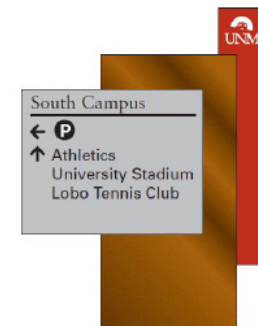 UNM
South Campus
← P
↑ Athletics
University Stadium
Lobo Tennis Club